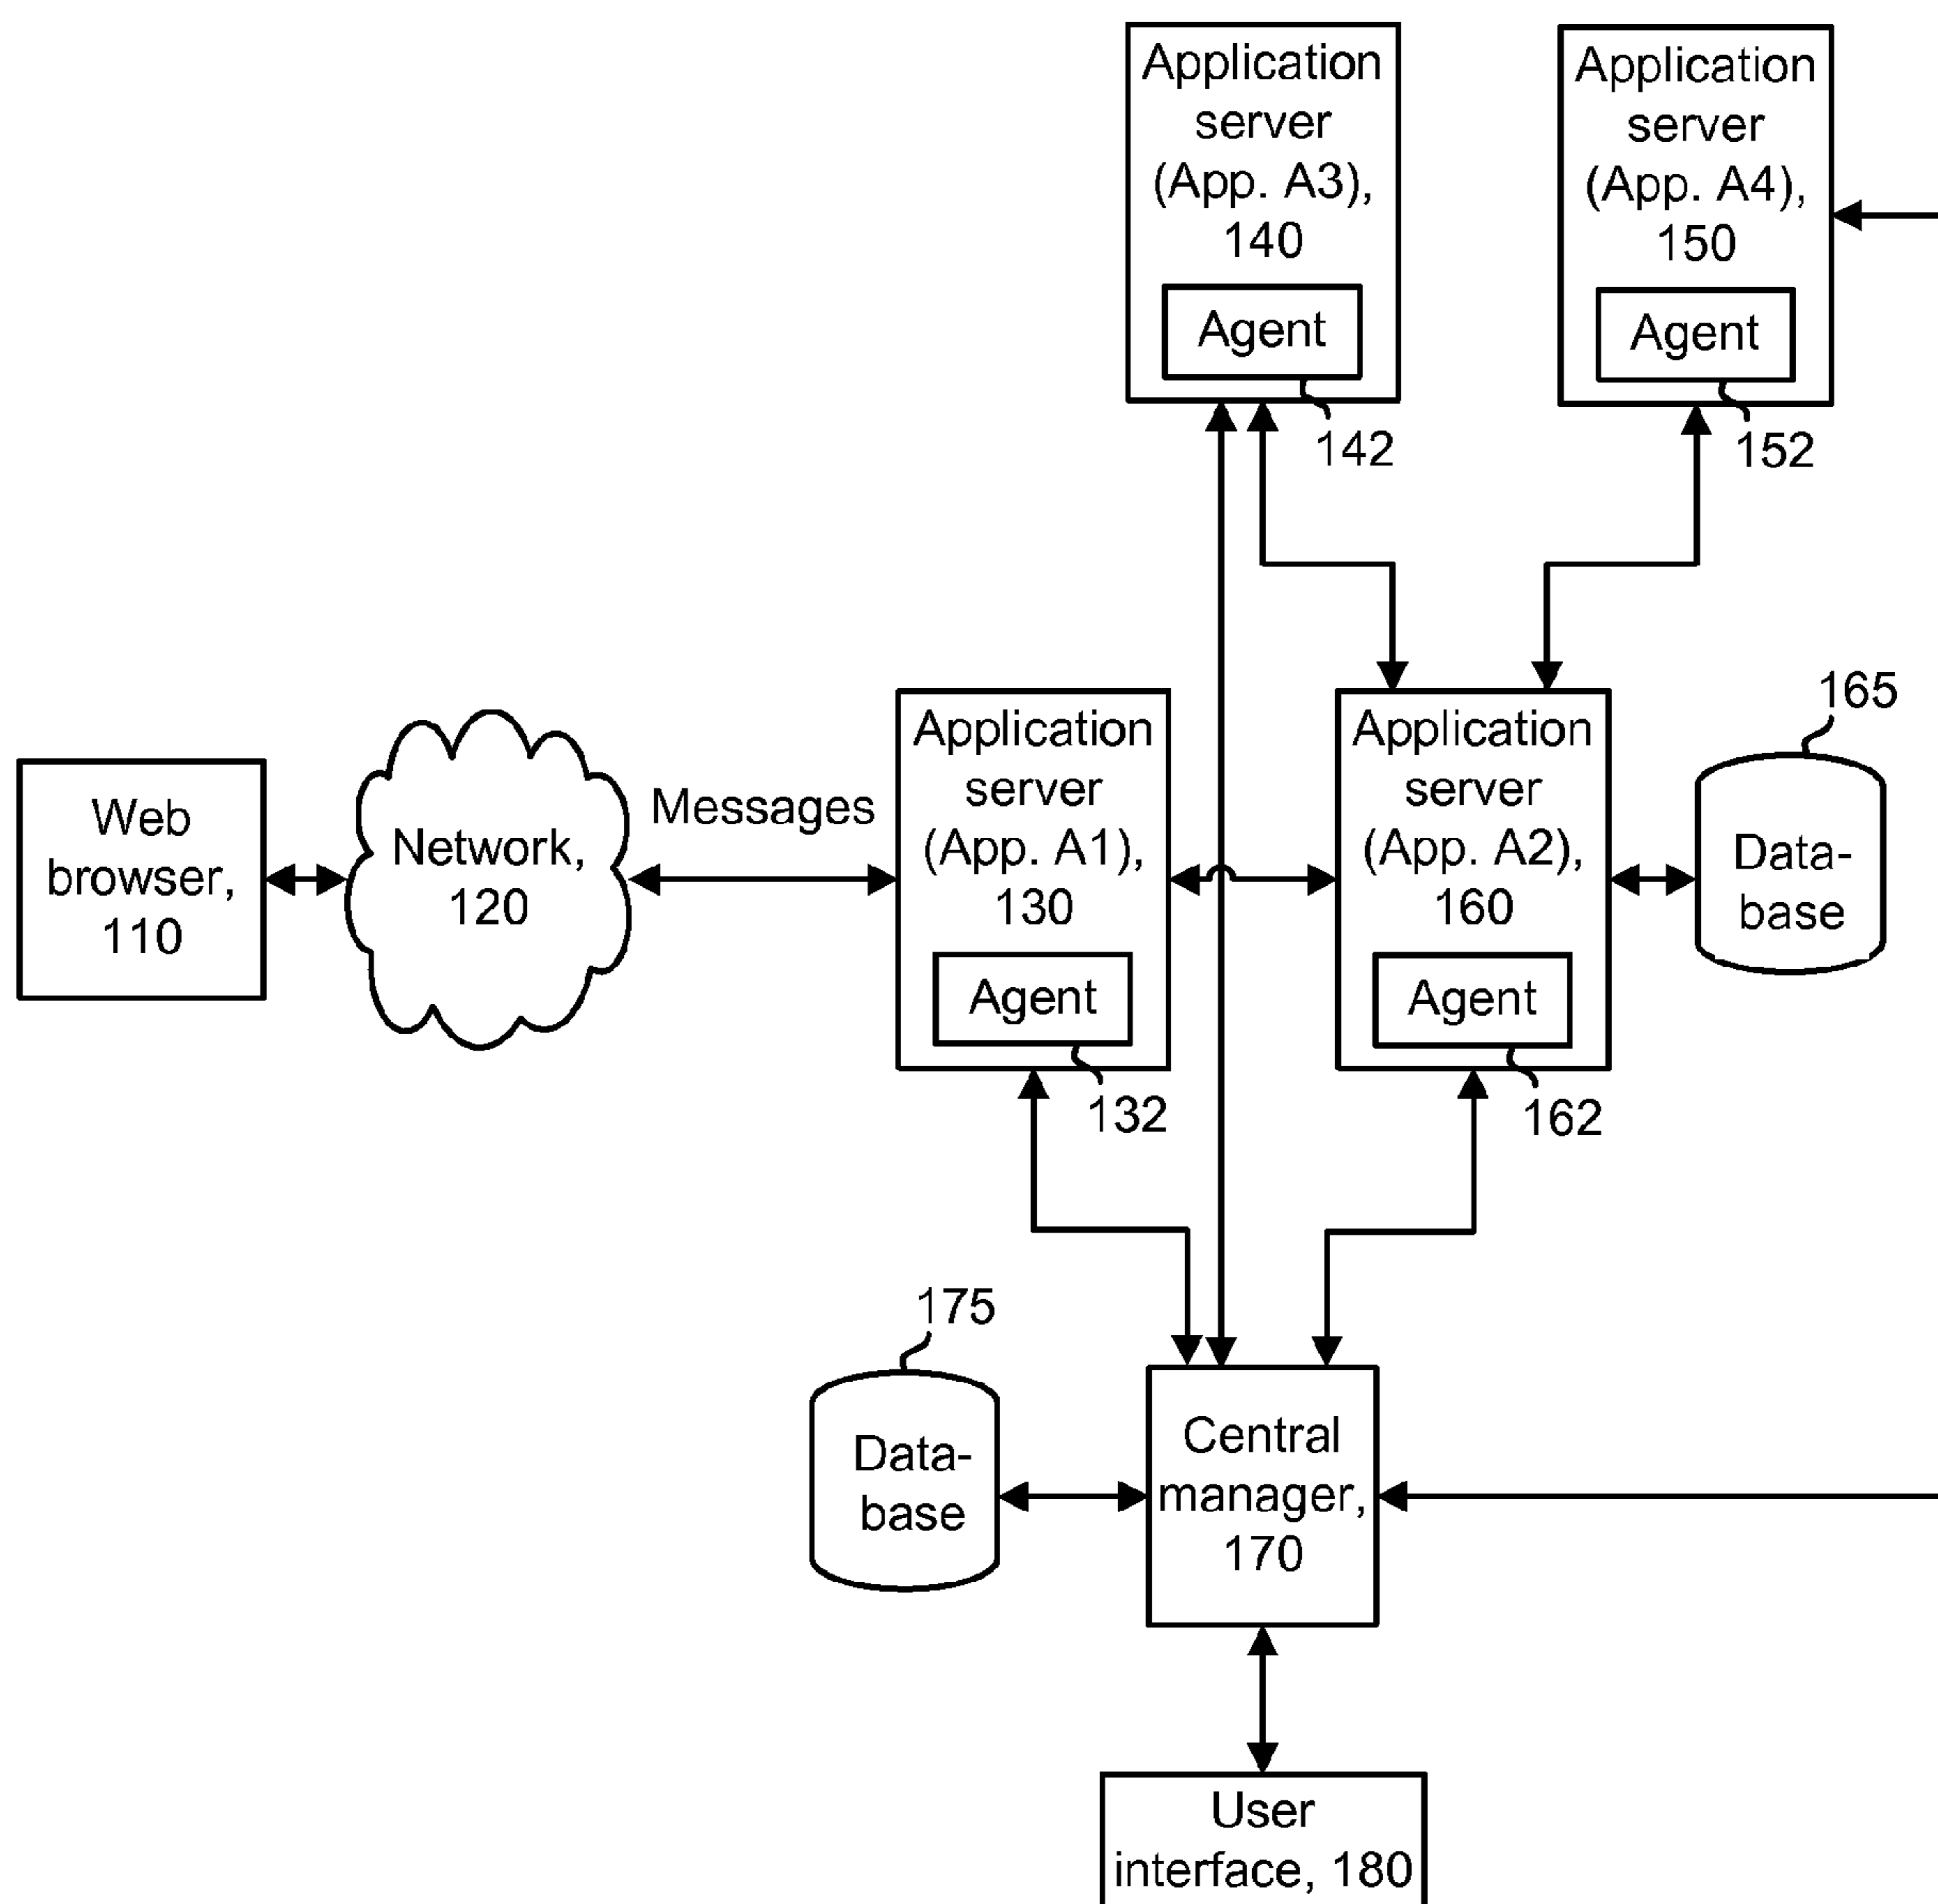 Application
server
(App. A3),
140
Agent
142
Application
server
(App. A4),
150
Agent
152
Web
browser,
110
Network,
120
Messages
Application
server
(App. A1),
130
Agent
132
Application
server
(App. A2),
160
Agent
162
165
Data-
base
175
Data-
base
Central
manager,
170
User
interface, 180